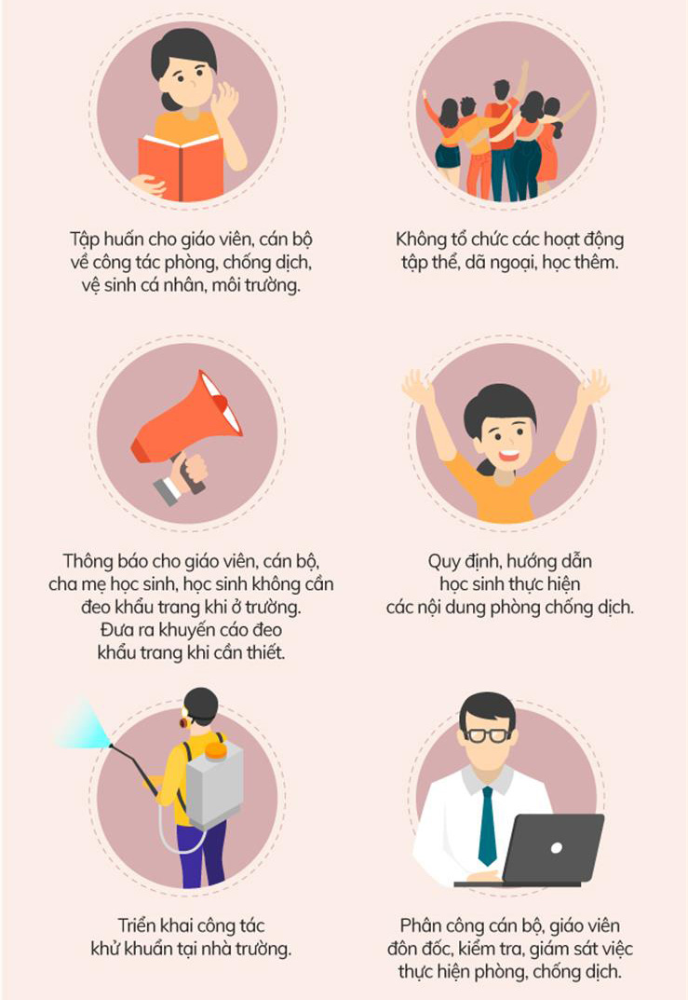 Tập huấn cho giáo viên, cán bộ
về công tác phòng, chống dịch,
vệ sinh cá nhân, môi trường.
Không tổ chức các hoạt động
tập thể, dã ngoại, học thêm.
Thông báo cho giáo viên, cán bộ,
cha mẹ học sinh, học sinh không cần
đeo khẩu trang khi ở trường.
Đưa ra khuyến cáo đeo
khẩu trang khi cần thiết.
Quy định, hướng dẫn
học sinh thực hiện
các nội dung phòng chống dịch.
Triển khai công tác
khử khuẩn tại nhà trường.
Phân công cán bộ, giáo viên
đôn đốc, kiểm tra, giám sát việc
thực hiện phòng, chống dịch.